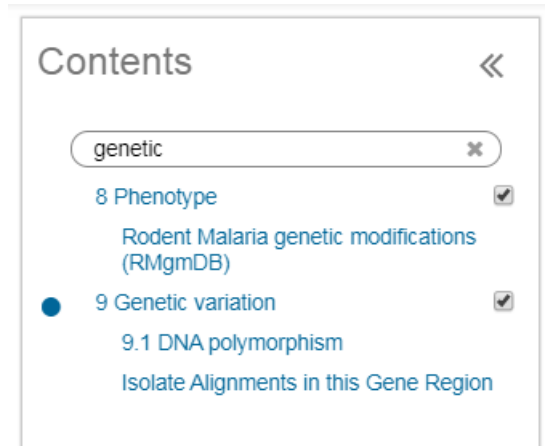 Contents
genetic
8 Phenotype
Rodent Malaria genetic modifications
(RMgmDB)
9 Genetic variation
9.1 DNA polymorphism
Isolate Alignments in this Gene Region